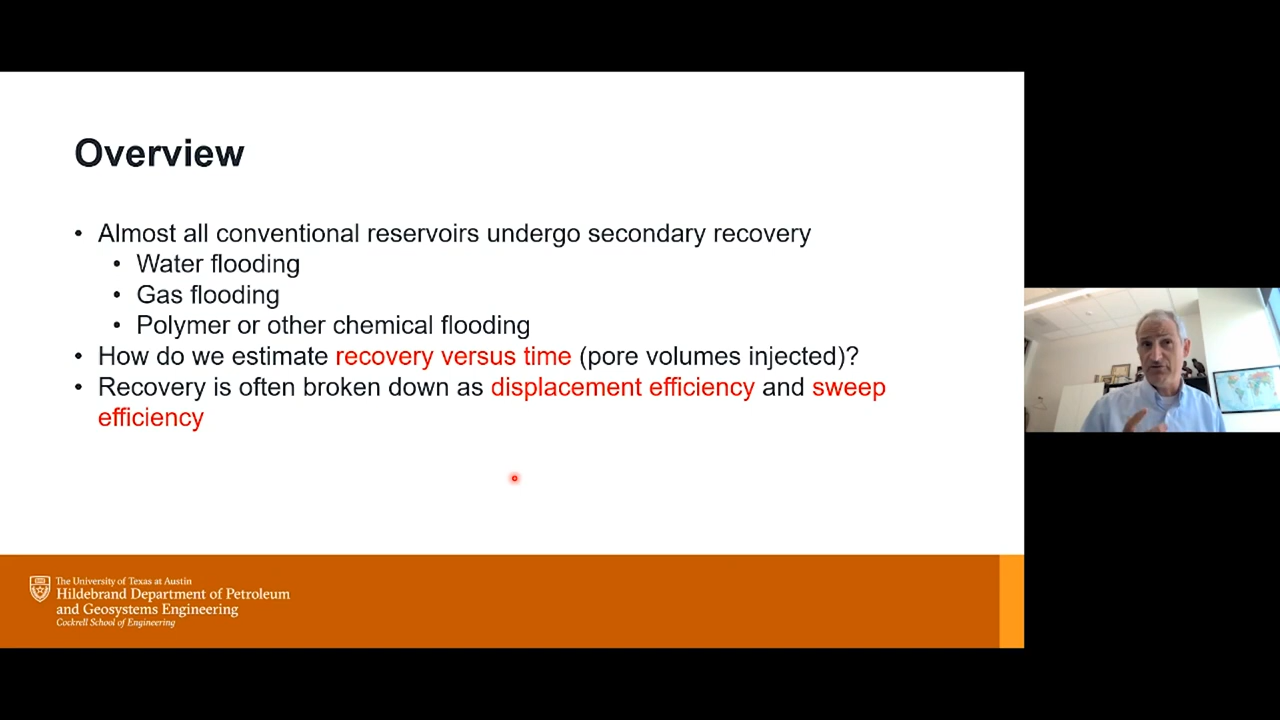 Overview
• Almost all conventional reservoirs undergo secondary recovery
• Water flooding
• Gas flooding
• Polymer or other chemical flooding
• How do we estimate recovery versus time (pore volumes injected)?
• Recovery is often broken down as displacement efficiency and sweep
efficiency
The University of Texas at Austin
Hildebrand Department of Petroleum
and Geosystems Engineering
Cockrell School of Engineering